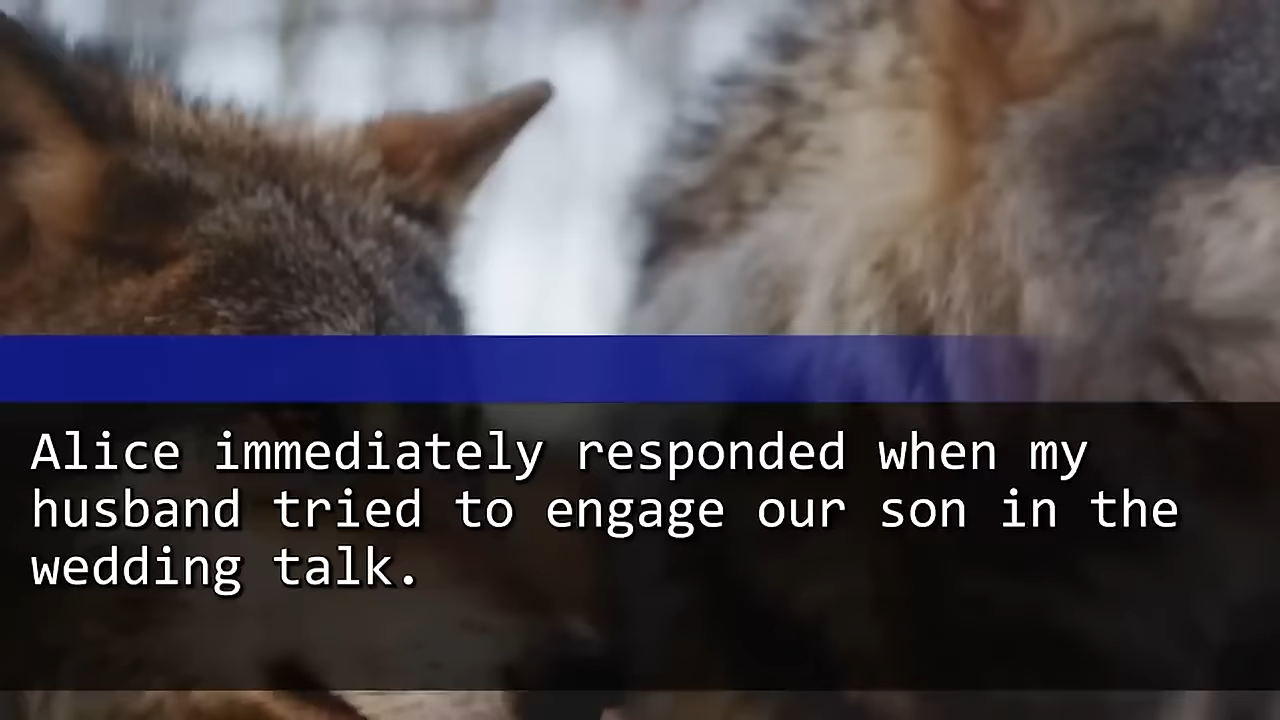 Alice immediately responded when my
husband tried to engage our son in the
wedding talk.